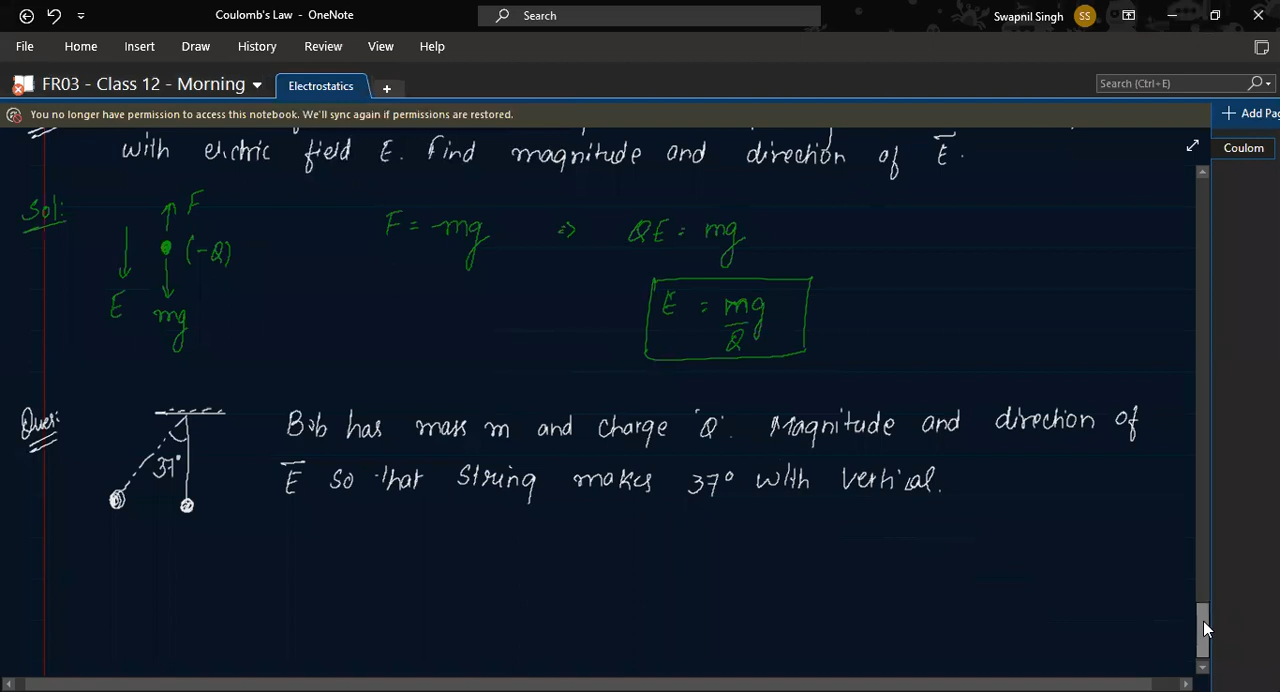 Coulomb's Law - OneNote
Search
Swapnil Singh
SS
File Home Insert Draw History Review View Help
FR03 - Class 12 - Morning
Electrostatics
+
Search (Ctrl+E)
You no longer have permission to access this notebook. We'll sync again if permissions are restored.
+ Add Pag
Coulom
with elictric field E. Find magnitude and direction of E̅.
Sol:
F
(-Q)
E
mg
F = mg ⇒ QE = mg
E = mg/Q
Ques:
37°
Bob has mass m and charge 'Q'. Magnitude and direction of
E̅ so that string makes 37° with vertical.